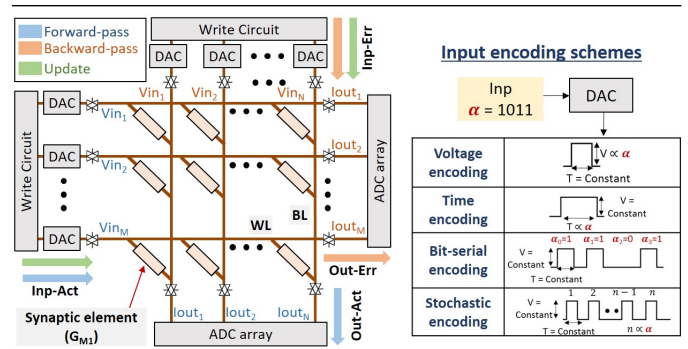 Forward-pass
Backward-pass
Update
Write Circuit
DAC
DAC
DAC
Inp-Err
Vin1
Vin2
VinN
Iout1
Write Circuit
DAC
Vin1
DAC
Vin2
Iout2
ADC array
WL
BL
DAC
VinM
IoutM
Out-Err
Inp-Act
Out-Act
Synaptic element
(GM1)
Iout1
Iout2
IoutN
ADC array
Input encoding schemes
Inp
α = 1011
DAC
Voltage
encoding
V ∝ α
T = Constant
Time
encoding
V =
Constant
T ∝ α
Bit-serial
encoding
α0=1
α1=1
α2=0
α3=1
V =
Constant
T = Constant
Stochastic
encoding
1
2
n − 1
n
V =
Constant
T = Constant
n ∝ α